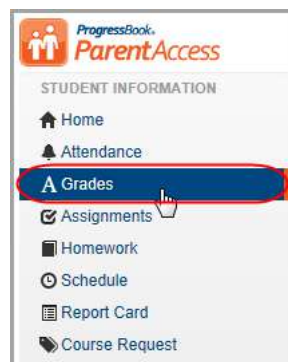 ProgressBook.
ParentAccess
STUDENT INFORMATION
Home
Attendance
Grades
Assignments
Homework
Schedule
Report Card
Course Request